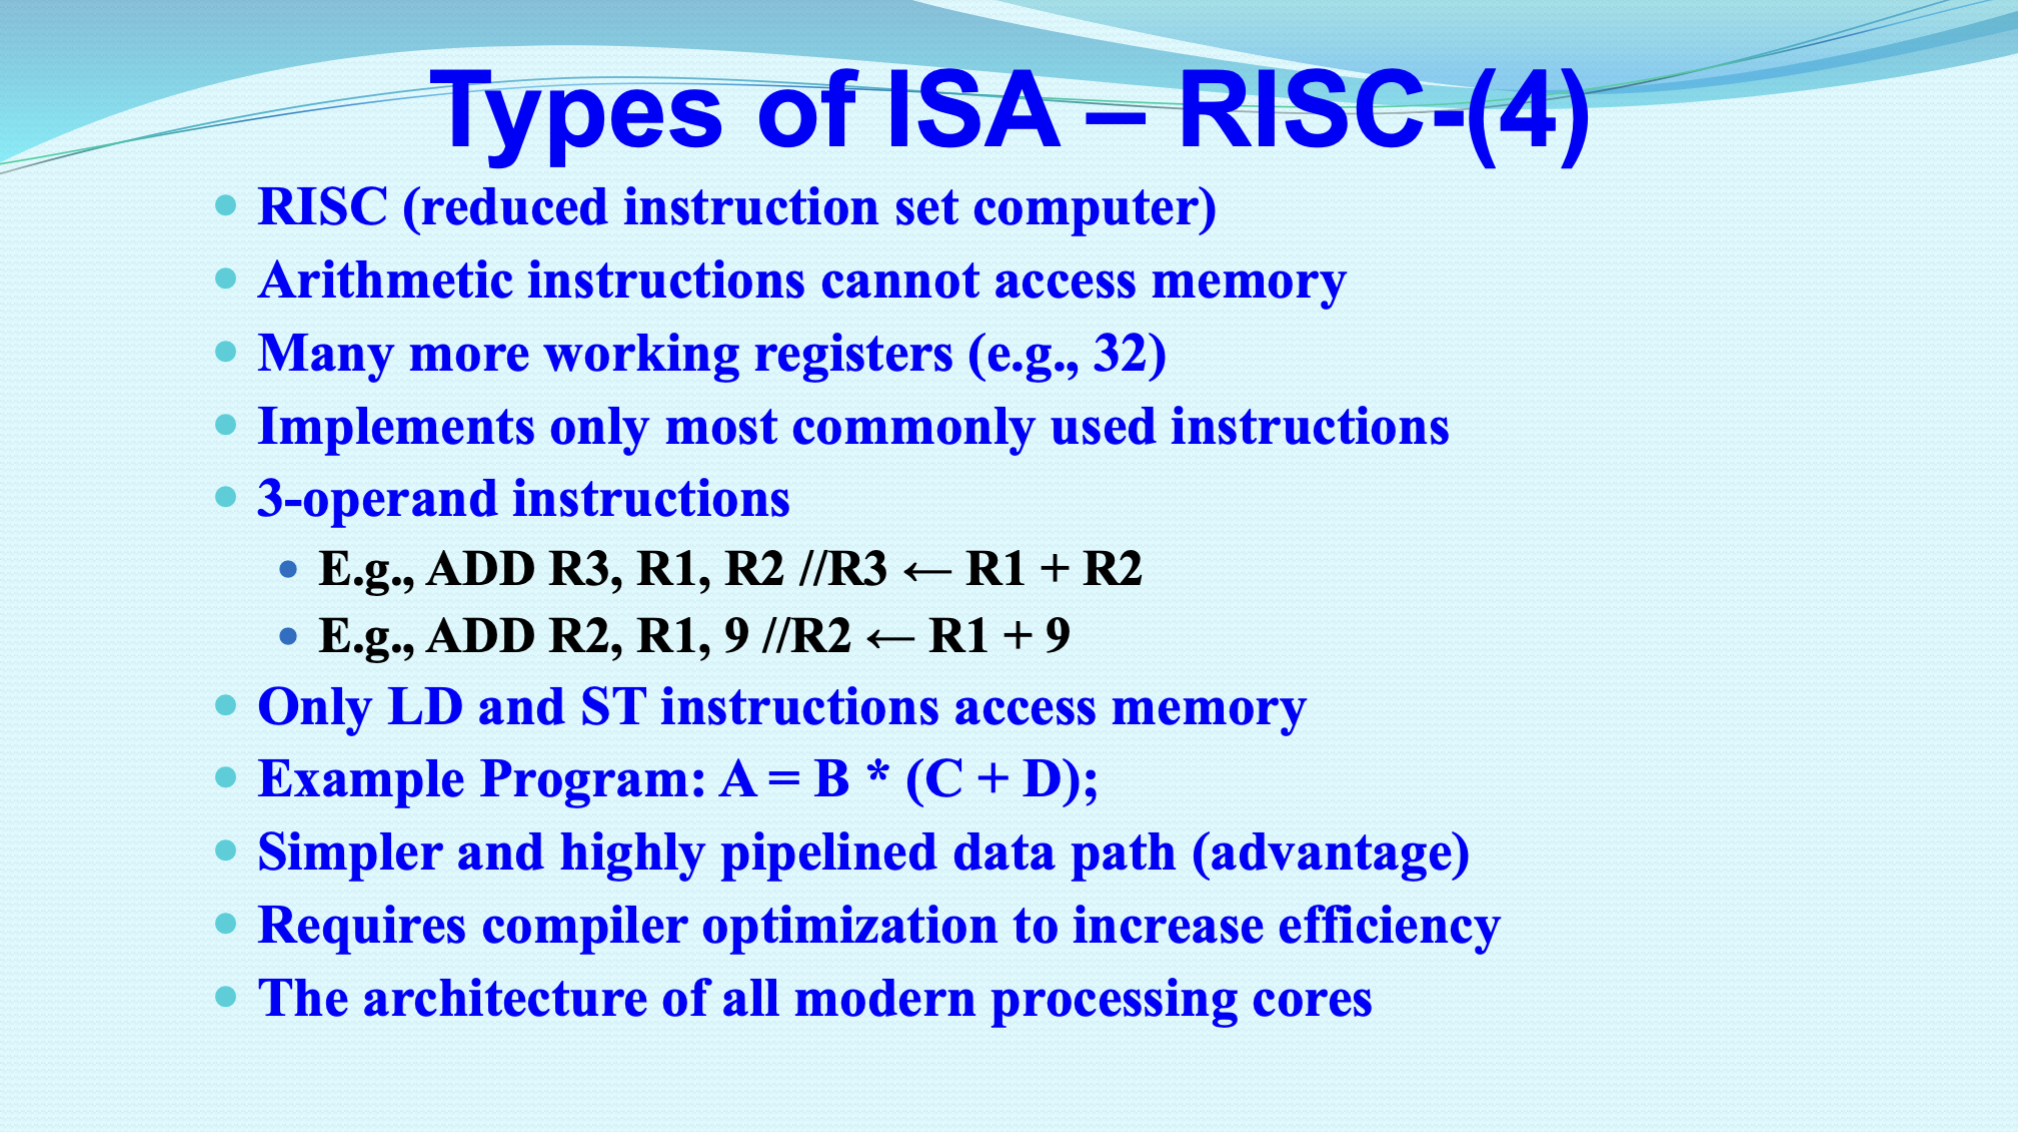 Types of ISA – RISC-(4)
• RISC (reduced instruction set computer)
• Arithmetic instructions cannot access memory
• Many more working registers (e.g., 32)
• Implements only most commonly used instructions
• 3-operand instructions
• E.g., ADD R3, R1, R2 //R3 ← R1 + R2
• E.g., ADD R2, R1, 9 //R2 ← R1 + 9
• Only LD and ST instructions access memory
• Example Program: A = B * (C + D);
• Simpler and highly pipelined data path (advantage)
• Requires compiler optimization to increase efficiency
• The architecture of all modern processing cores